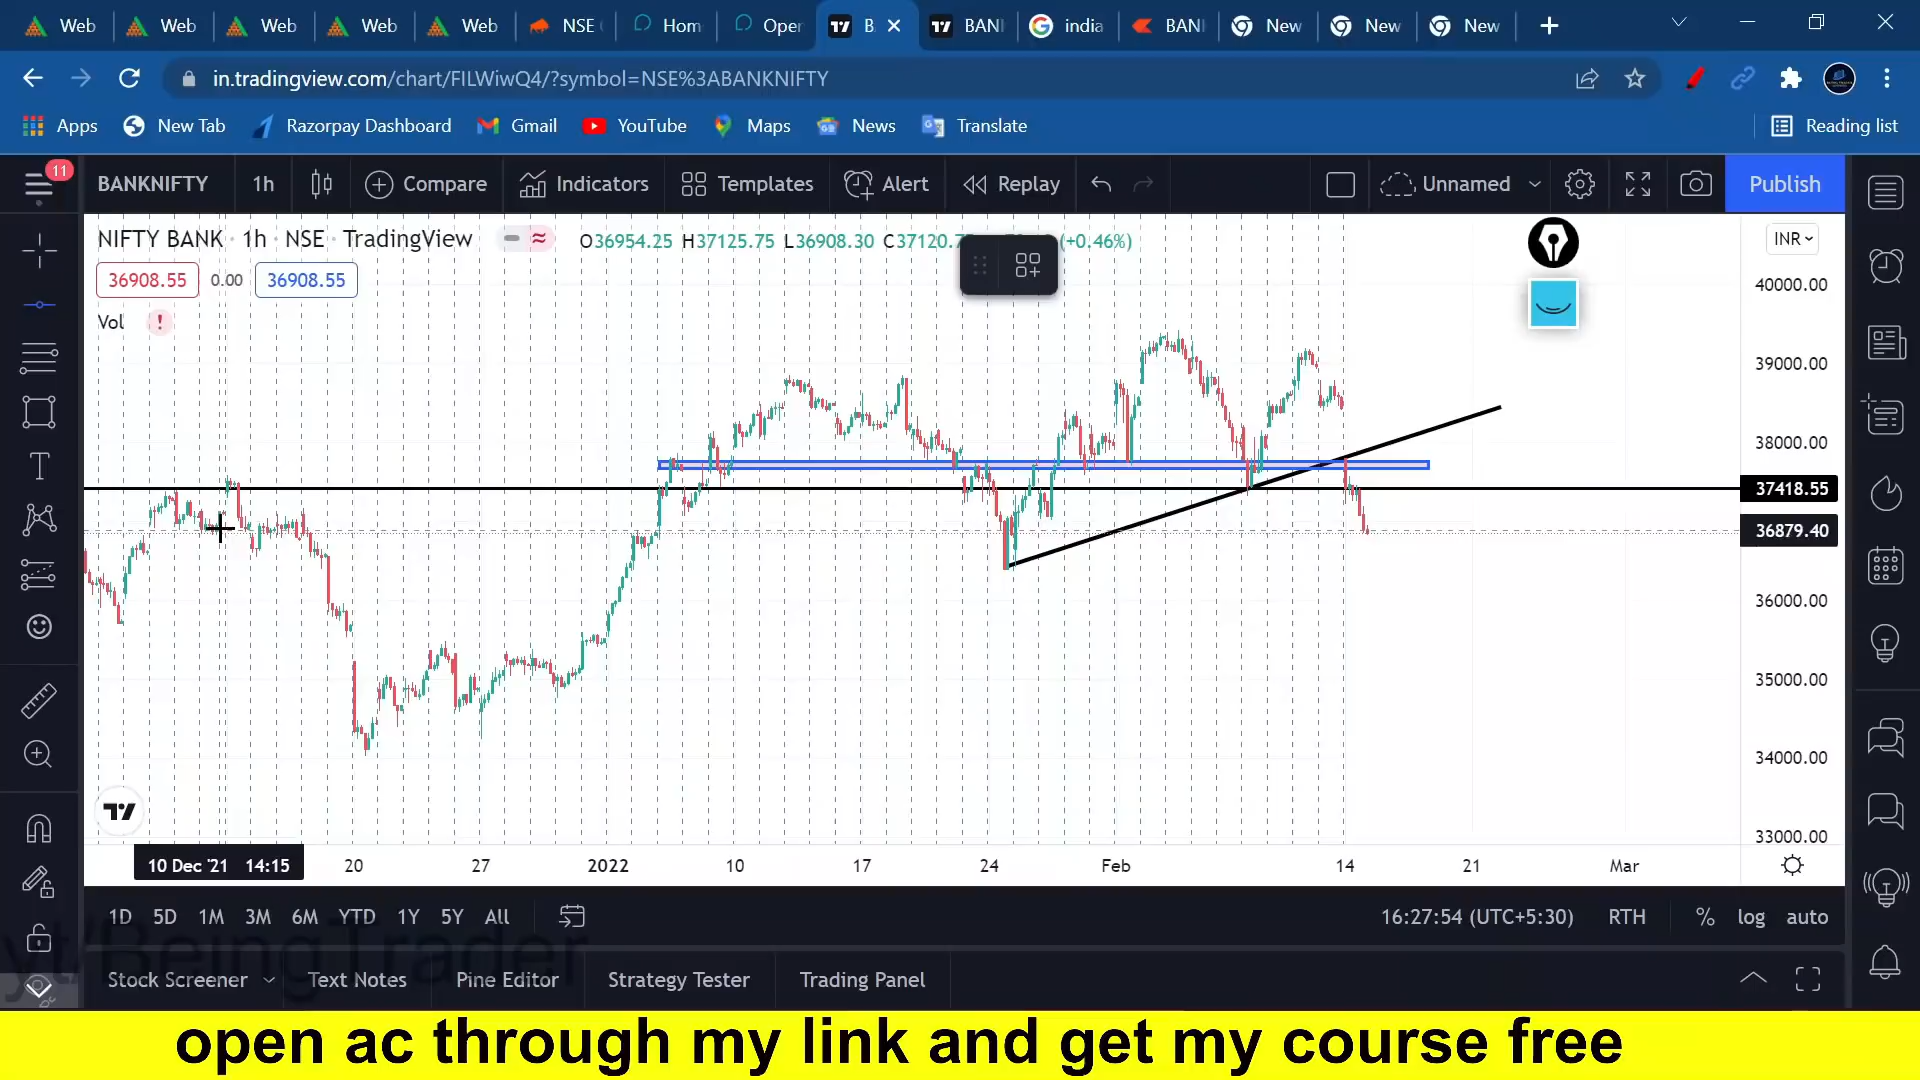 Web Web Web Web Web NSE Hom Oper B BANI india BANI New New New
in.tradingview.com/chart/FILWiwQ4/?symbol=NSE%3ABANKNIFTY
Apps New Tab Razorpay Dashboard Gmail YouTube Maps News Translate Reading list
11
BANKNIFTY 1h Compare Indicators Templates Alert Replay Unnamed Publish
NIFTY BANK · 1h · NSE · TradingView O36954.25 H37125.75 L36908.30 (+0.46%) INR
36908.55 0.00 36908.55
Vol !
40000.00
39000.00
38000.00
37418.55
36879.40
36000.00
35000.00
34000.00
33000.00
10 Dec '21 14:15 20 27 2022 10 17 24 Feb 14 21 Mar
1D 5D 1M 3M 6M YTD 1Y 5Y All 16:27:54 (UTC+5:30) RTH % log auto
yt/BeingTrader
Stock Screener Text Notes Pine Editor Strategy Tester Trading Panel
open ac through my link and get my course free